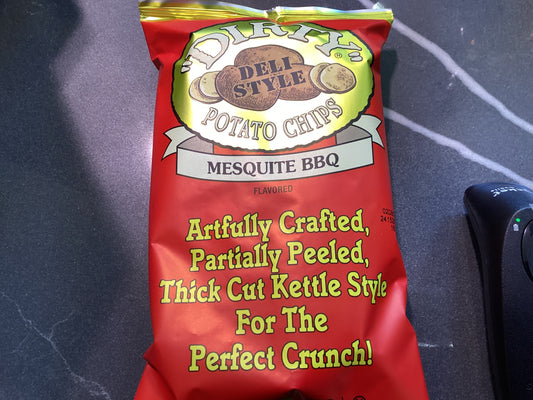 "DIRTY"®
DELI
STYLE
POTATO CHIPS
MESQUITE BBQ
FLAVORED
Artfully Crafted,
Partially Peeled,
Thick Cut Kettle Style
For The
Perfect Crunch!